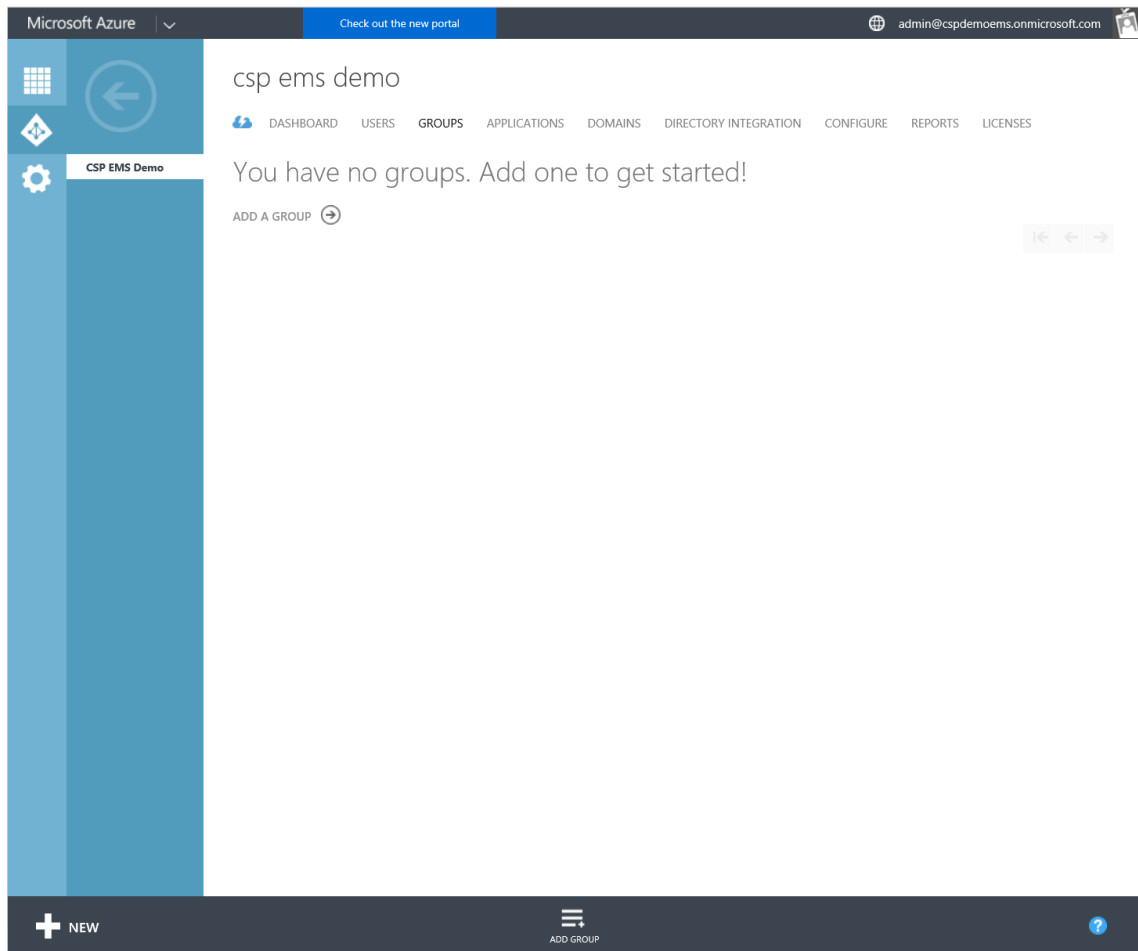 Microsoft Azure
Check out the new portal
admin@cspdemoems.onmicrosoft.com
CSP EMS Demo
csp ems demo
DASHBOARD USERS GROUPS APPLICATIONS DOMAINS DIRECTORY INTEGRATION CONFIGURE REPORTS LICENSES
You have no groups. Add one to get started!
ADD A GROUP
NEW
ADD GROUP
?